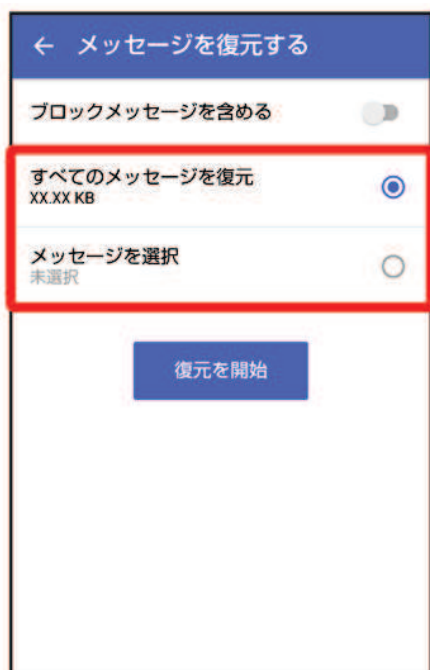 メッセージを復元する
ブロックメッセージを含める
すべてのメッセージを復元
XX.XX KB
メッセージを選択
未選択
復元を開始